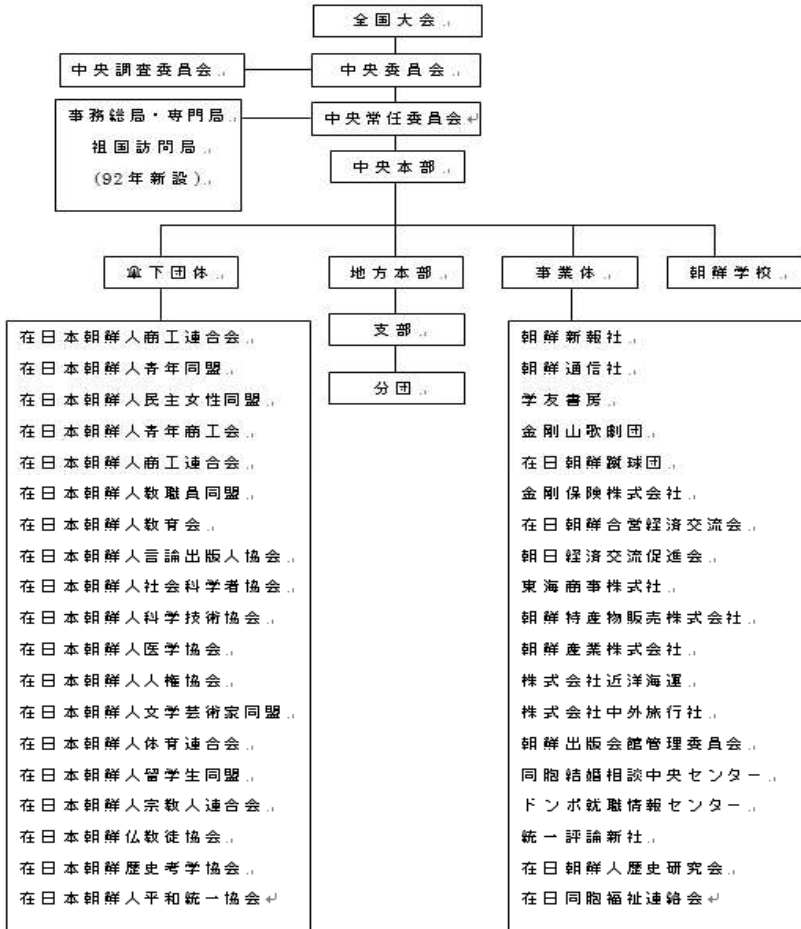 全国大会
中央調査委員会
中央委員会
事務総局・専門局
祖国訪問局
(92年新設)
中央常任委員会
中央本部
傘下団体
地方本部
事業体
朝鮮学校
支部
分団
在日本朝鮮人商工連合会
在日本朝鮮人青年同盟
在日本朝鮮人民主女性同盟
在日本朝鮮人青年商工会
在日本朝鮮人商工連合会
在日本朝鮮人教職員同盟
在日本朝鮮人教育会
在日本朝鮮人言論出版人協会
在日本朝鮮人社会科学者協会
在日本朝鮮人科学技術協会
在日本朝鮮人医学協会
在日本朝鮮人人権協会
在日本朝鮮人文学芸術家同盟
在日本朝鮮人体育連合会
在日本朝鮮人留学生同盟
在日本朝鮮人宗教人連合会
在日本朝鮮仏教徒協会
在日本朝鮮歴史考学協会
在日本朝鮮人平和統一協会
朝鮮新報社
朝鮮通信社
学友書房
金剛山歌劇団
在日朝鮮蹴球団
金剛保険株式会社
在日朝鮮合営経済交流会
朝日経済交流促進会
東海商事株式会社
朝鮮特産物販売株式会社
朝鮮産業株式会社
株式会社近洋海運
株式会社中外旅行社
朝鮮出版会館管理委員会
同胞結婚相談中央センター
ドンポ就職情報センター
統一評論新社
在日朝鮮人歴史研究会
在日同胞福祉連絡会